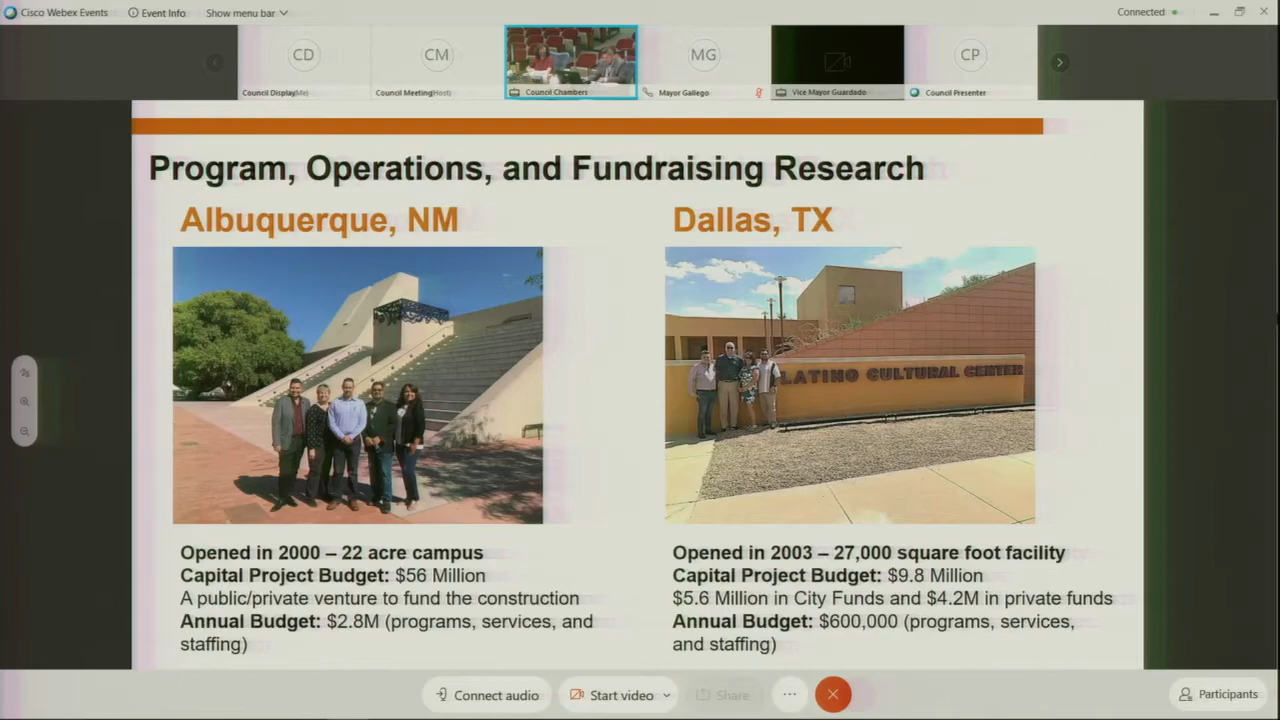 Cisco Webex Events
Event Info
Show menu bar
Connected
CD
CM
MG
CP
Council Display(Me)
Council Meeting(Host)
Council Chambers
Mayor Gallego
Vice Mayor Guardado
Council Presenter
Program, Operations, and Fundraising Research
Albuquerque, NM
Dallas, TX
LATINO CULTURAL CENTER
Opened in 2000 – 22 acre campus
Capital Project Budget: $56 Million
A public/private venture to fund the construction
Annual Budget: $2.8M (programs, services, and
staffing)
Opened in 2003 – 27,000 square foot facility
Capital Project Budget: $9.8 Million
$5.6 Million in City Funds and $4.2M in private funds
Annual Budget: $600,000 (programs, services,
and staffing)
Connect audio
Start video
Share
Participants